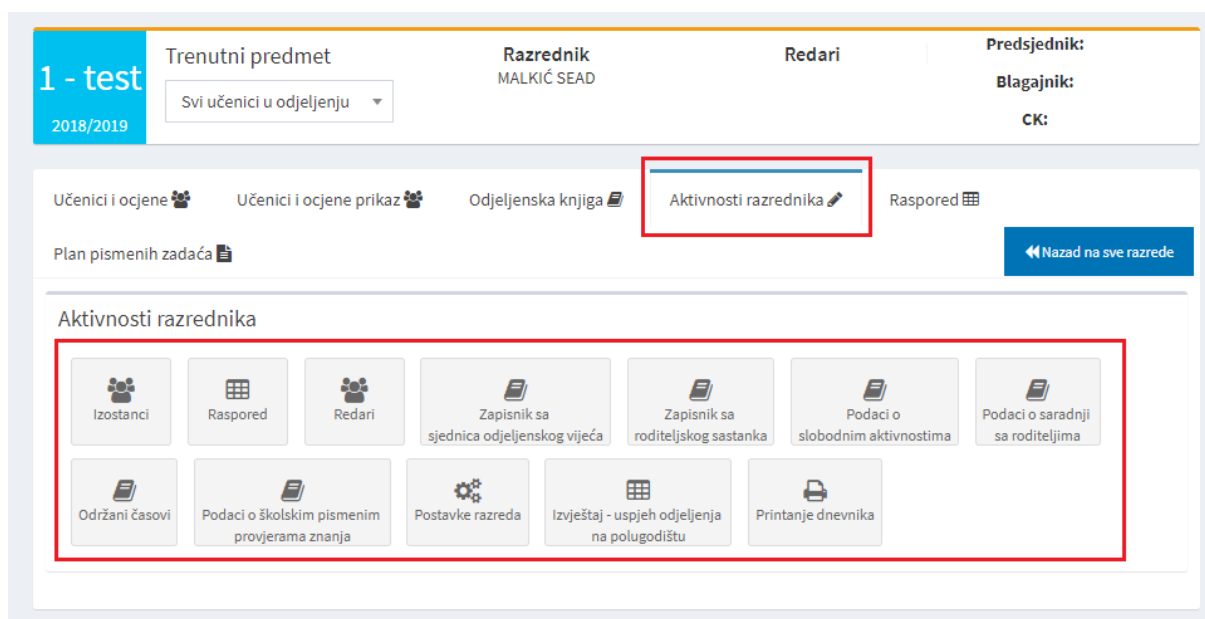 1 - test
2018/2019
Trenutni predmet
Svi učenici u odjeljenju
Razrednik
MALKIĆ SEAD
Redari
Predsjednik:
Blagajnik:
CK:
Učenici i ocjene
Učenici i ocjene prikaz
Odjeljenska knjiga
Aktivnosti razrednika
Raspored
Plan pismenih zadaća
Nazad na sve razrede
Aktivnosti razrednika
Izostanci
Raspored
Redari
Zapisnik sa
sjednica odjeljenskog vijeća
Zapisnik sa
roditeljskog sastanka
Podaci o
slobodnim aktivnostima
Podaci o saradnji
sa roditeljima
Održani časovi
Podaci o školskim pismenim
provjerama znanja
Postavke razreda
Izvještaj - uspjeh odjeljenja
na polugodištu
Printanje dnevnika